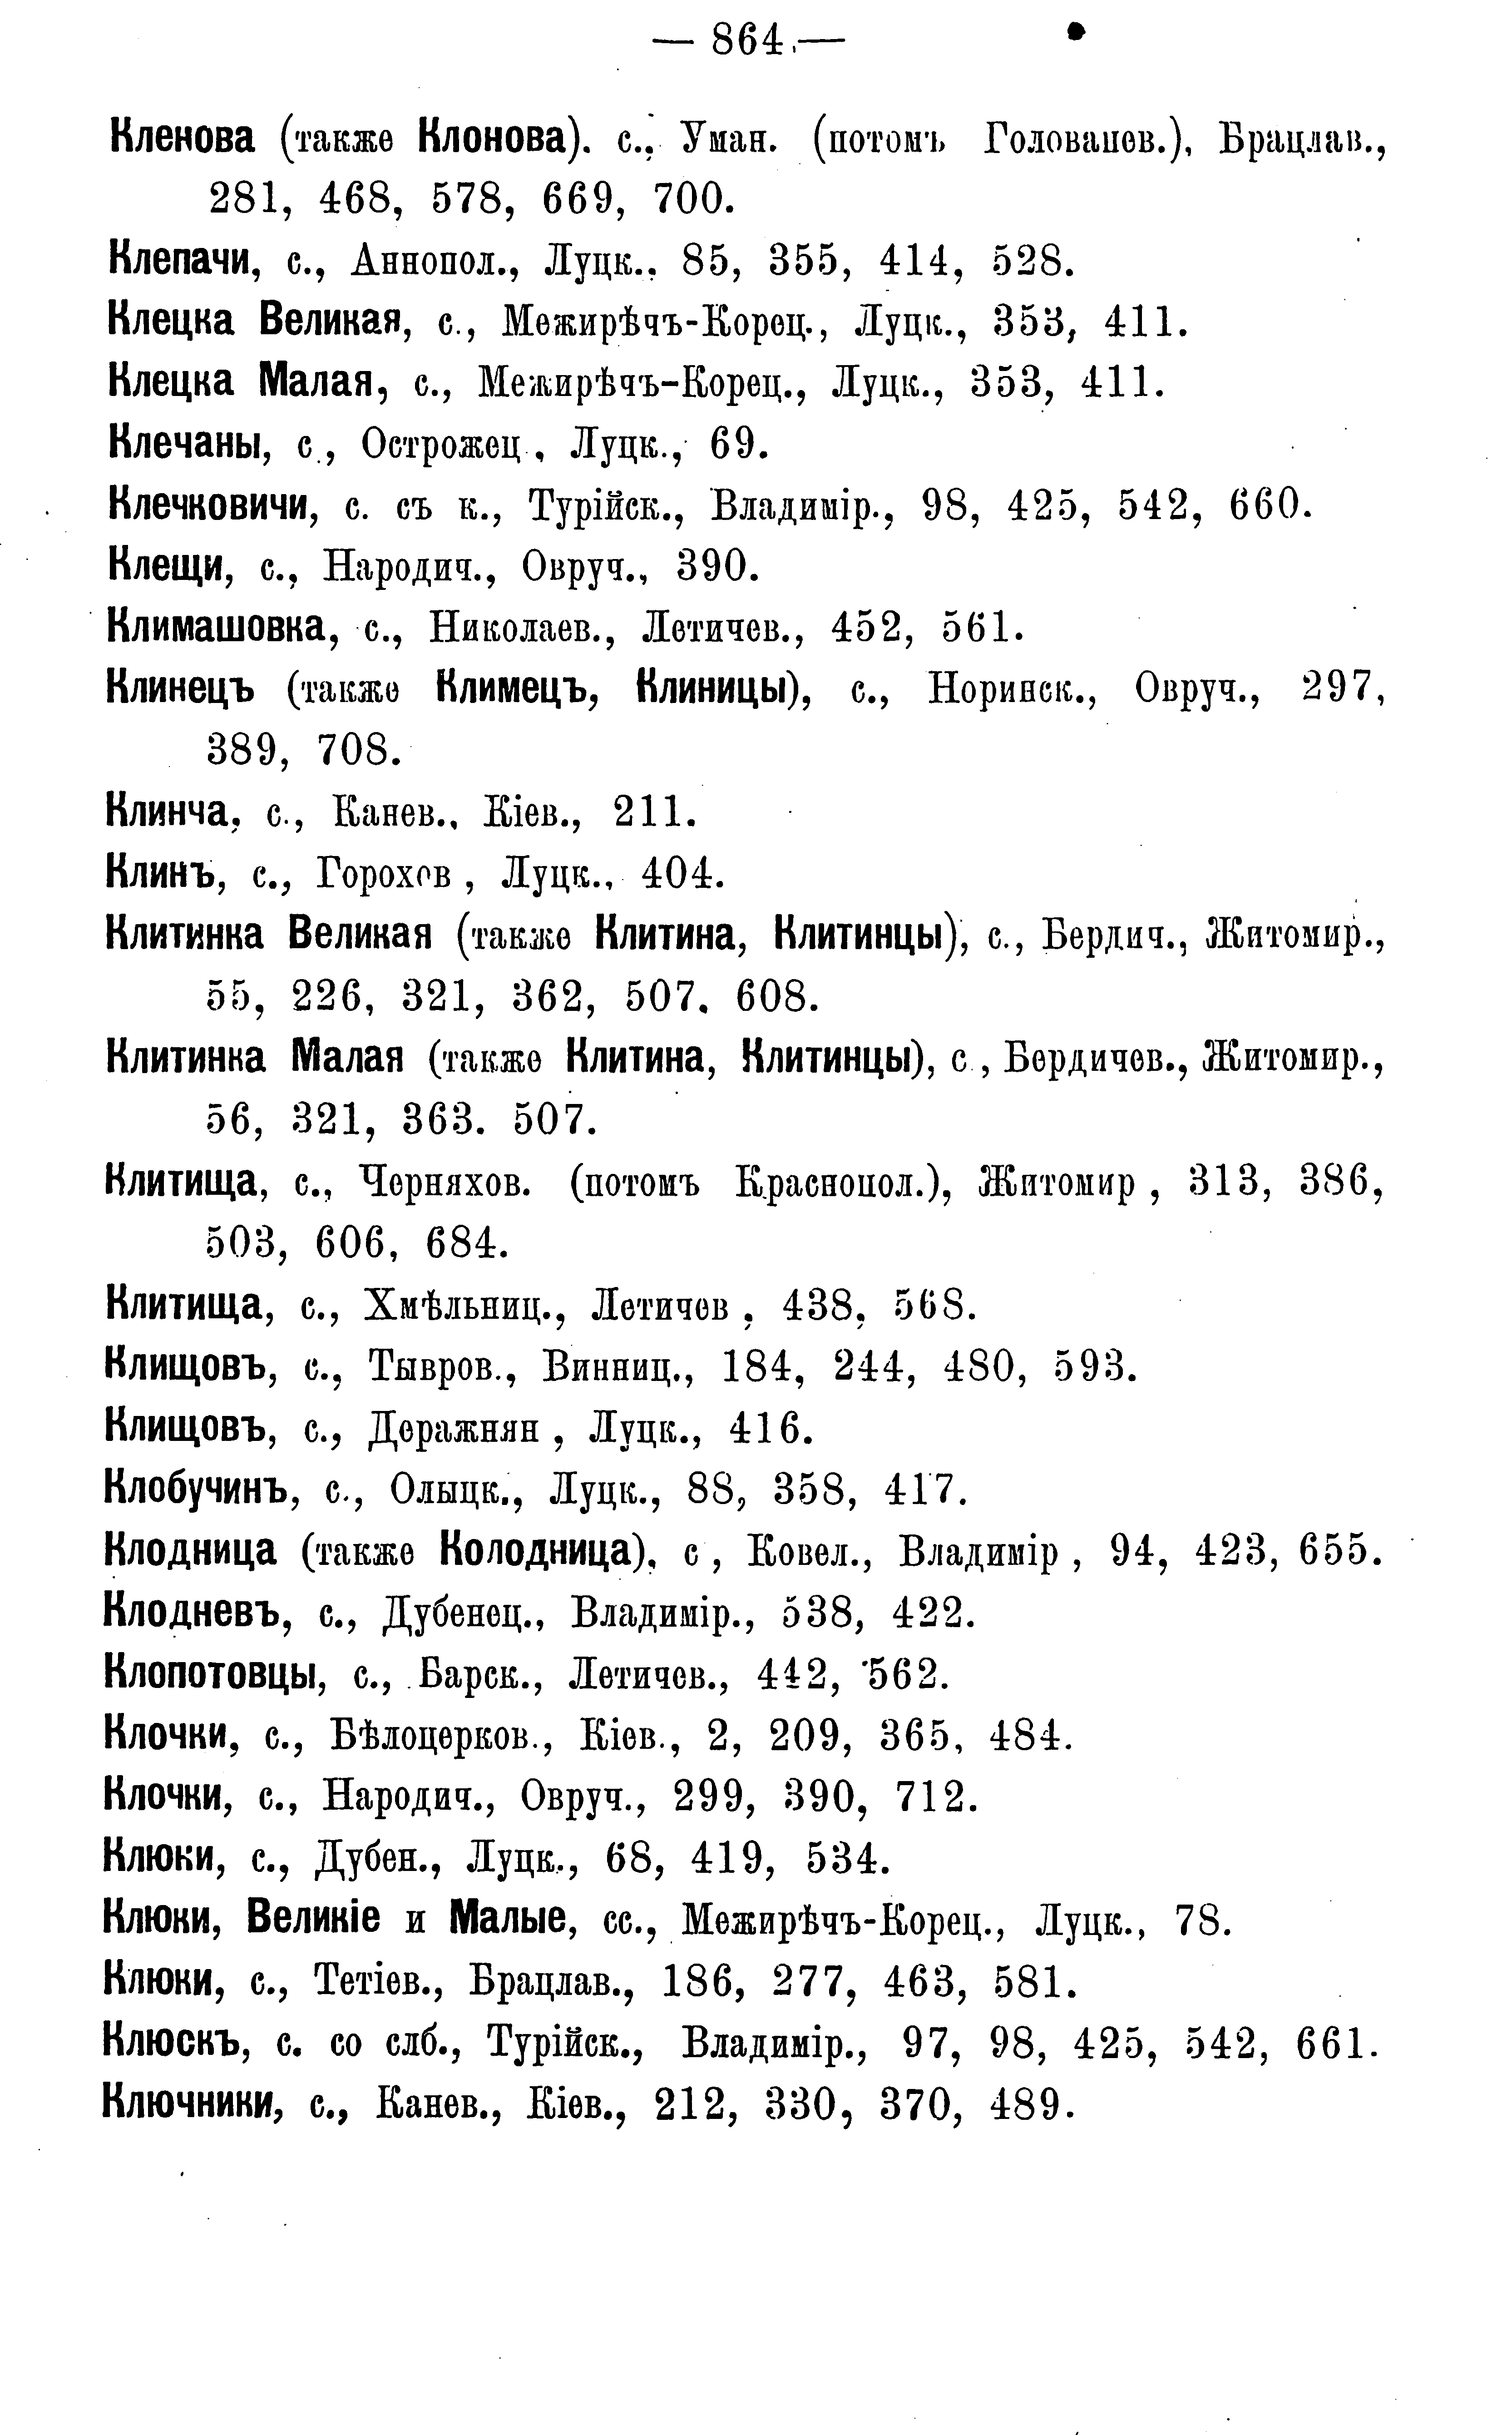 — 864.—
Кленова (также Клонова). с., Уман. (потомъ Голованев.), Брацлав.,
281, 468, 578, 669, 700.
Клепачи, с., Аннопол., Луцк., 85, 355, 414, 528.
Клецка Великая, с., Межирѣчъ-Корец., Луцк., 353, 411.
Клецка Малая, с., Межирѣчъ-Корец., Луцк., 353, 411.
Клечаны, с., Острожец., Луцк., 69.
Клечковичи, с. съ к., Турійск., Владимір., 98, 425, 542, 660.
Клещи, с., Народич., Овруч., 390.
Климашовка, с., Николаев., Летичев., 452, 561.
Клинецъ (также Климецъ, Клиницы), с., Норинск., Овруч., 297,
389, 708.
Клинча, с., Канев., Кіев., 211.
Клинъ, с., Горохов , Луцк., 404.
Клитинка Великая (также Клитина, Клитинцы), с., Бердич., Житомир.,
55, 226, 321, 362, 507. 608.
Клитинка Малая (также Клитина, Клитинцы), с., Бердичев., Житомир.,
56, 321, 363. 507.
Клитища, с., Черняхов. (потомъ Краснопол.), Житомир , 313, 386,
503, 606, 684.
Клитища, с., Хмѣльниц., Летичев , 438, 568.
Клищовъ, с., Тывров., Винниц., 184, 244, 480, 593.
Клищовъ, с., Деражнян , Луцк., 416.
Клобучинъ, с., Олыцк., Луцк., 88, 358, 417.
Клодница (также Колодница), с , Ковел., Владимір , 94, 423, 655.
Клодневъ, с., Дубенец., Владимір., 538, 422.
Клопотовцы, с., Барск., Летичев., 442, 562.
Клочки, с., Бѣлоцерков., Кіев., 2, 209, 365, 484.
Клочки, с., Народич., Овруч., 299, 390, 712.
Клюки, с., Дубен., Луцк., 68, 419, 534.
Клюки, Великіе и Малые, сс., Межирѣчъ-Корец., Луцк., 78.
Клюки, с., Тетіев., Брацлав., 186, 277, 463, 581.
Клюскъ, с. со слб., Турійск., Владимір., 97, 98, 425, 542, 661.
Ключники, с., Канев., Кіев., 212, 330, 370, 489.